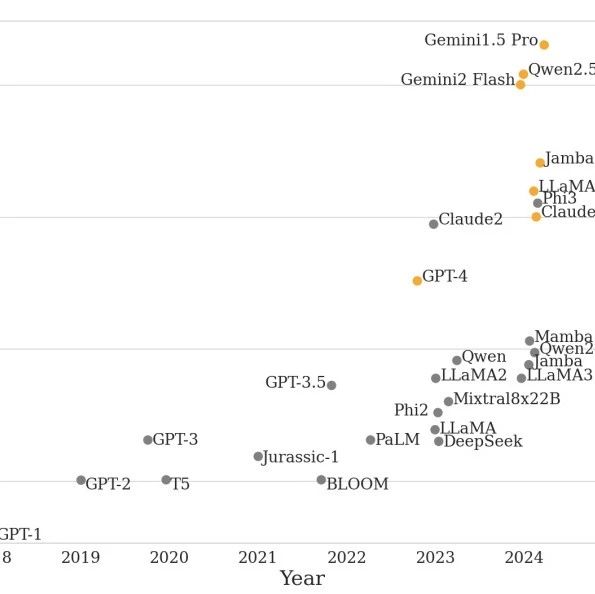 Gemini1.5 Pro
Qwen2.5
Gemini2 Flash
Jamba
LLaMA
Phi3
Claude
Claude2
GPT-4
Mamba
Qwen2
Jamba
Qwen
LLaMA2
LLaMA3
GPT-3.5
Mixtral8x22B
Phi2
LLaMA
PaLM
DeepSeek
GPT-3
Jurassic-1
GPT-2
T5
BLOOM
GPT-1
8 2019 2020 2021 2022 2023 2024
Year